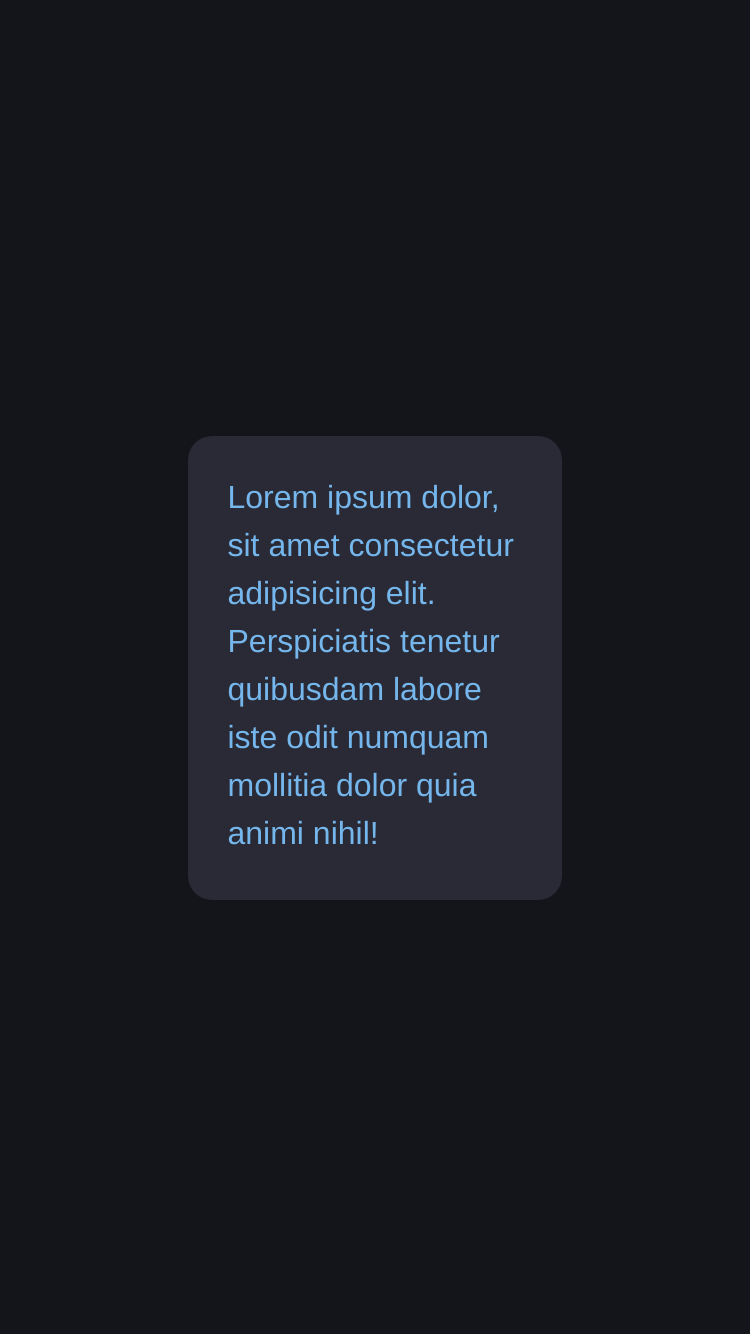 Lorem ipsum dolor,
sit amet consectetur
adipisicing elit.
Perspiciatis tenetur
quibusdam labore
iste odit numquam
mollitia dolor quia
animi nihil!